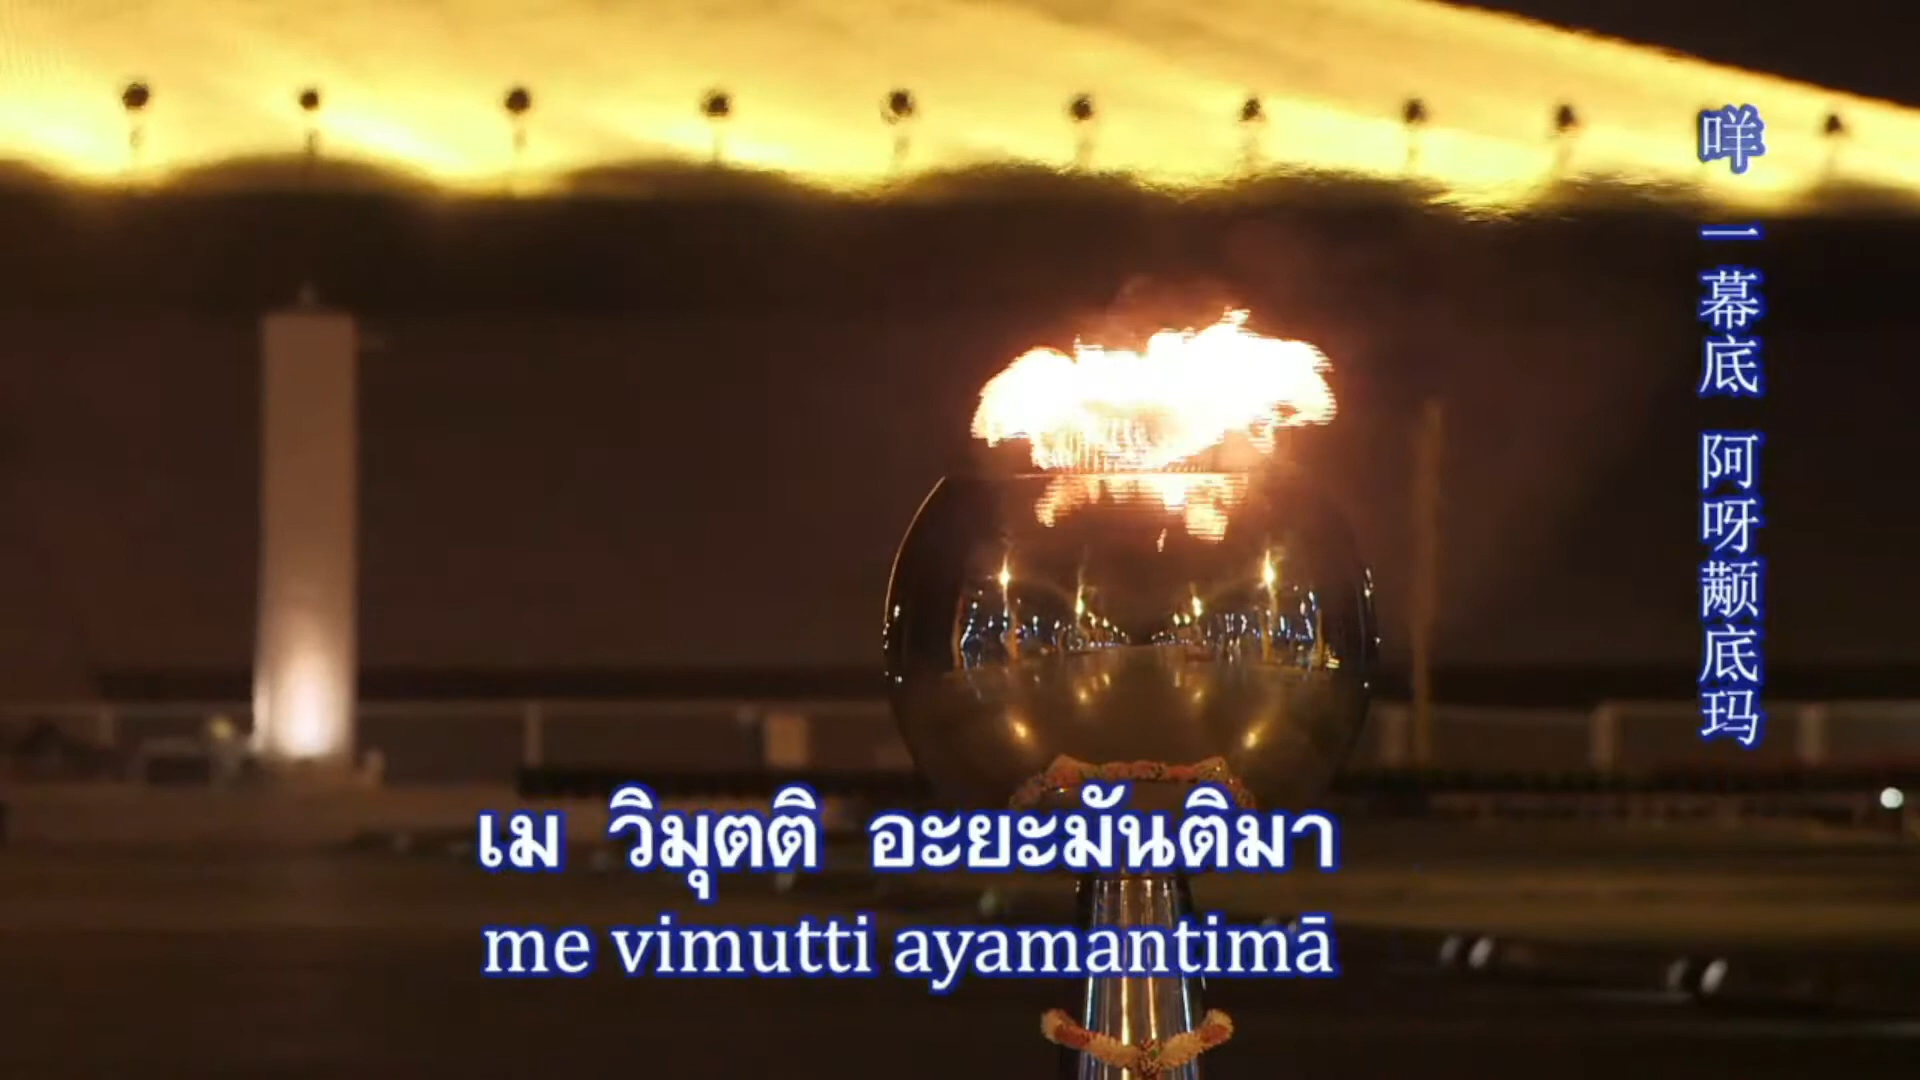 เม วิมุตติ อะยะมันติมา
me vimutti ayamantimā
咩 一幕底 阿呀颟底玛